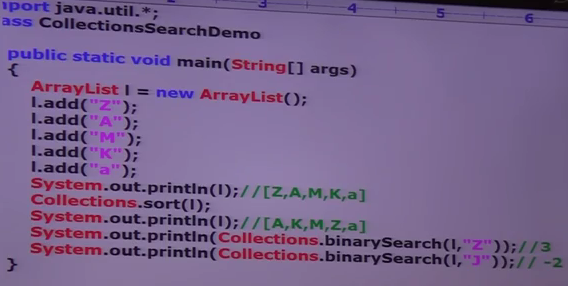 3 4 5 6
import java.util.*;
ass CollectionsSearchDemo
public static void main(String[] args)
{
ArrayList l = new ArrayList();
l.add("Z");
l.add("A");
l.add("M");
l.add("K");
l.add("a");
System.out.println(l);//[Z,A,M,K,a]
Collections.sort(l);
System.out.println(l);//[A,K,M,Z,a]
System.out.println(Collections.binarySearch(l,"Z"));//3
System.out.println(Collections.binarySearch(l,"J"));// -2
}